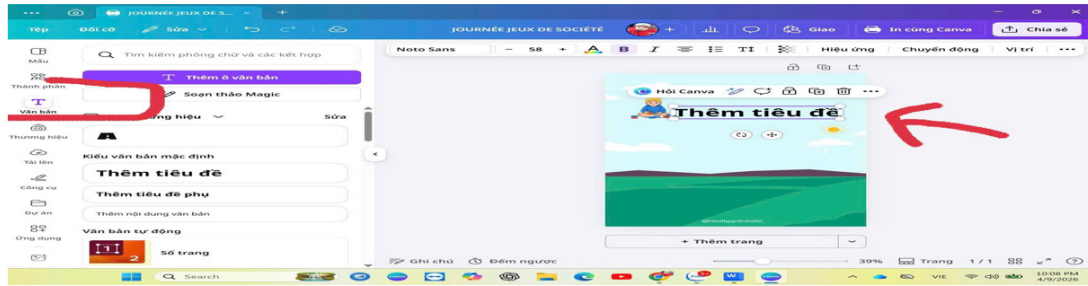 JOURNÉE JEUX DE S...
Tệp
Đổi cỡ
Sửa
JOURNÉE JEUX DE SOCIÉTÉ
Giao
In cùng Canva
Chia sẻ
Mẫu
Thành phần
Văn bản
Thương hiệu
Tải lên
Công cụ
Dự án
Ứng dụng
Tìm kiếm phông chữ và các kết hợp
T Thêm ô văn bản
Soạn thảo Magic
ng hiệu
Sửa
Kiểu văn bản mặc định
Thêm tiêu đề
Thêm tiêu đề phụ
Thêm nội dung văn bản
Văn bản tự động
Số trang
Noto Sans
- 58 +
A B I
Hiệu ứng
Chuyển động
Vị trí
Hỏi Canva
Thêm tiêu đề
+ Thêm trang
Ghi chú
Đếm ngược
39%
Trang 1 / 1
Search
VIE
10:08 PM
4/9/2026